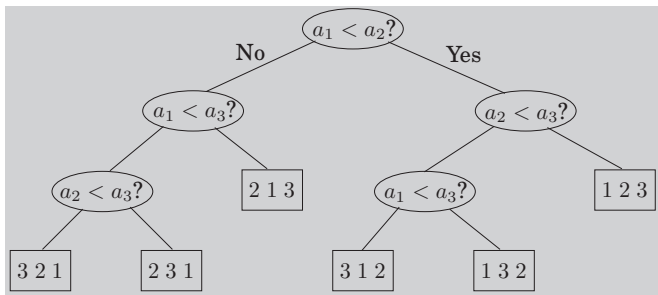 a₁ < a₂?
No
Yes
a₁ < a₃?
a₂ < a₃?
a₂ < a₃?
2 1 3
a₁ < a₃?
1 2 3
3 2 1
2 3 1
3 1 2
1 3 2